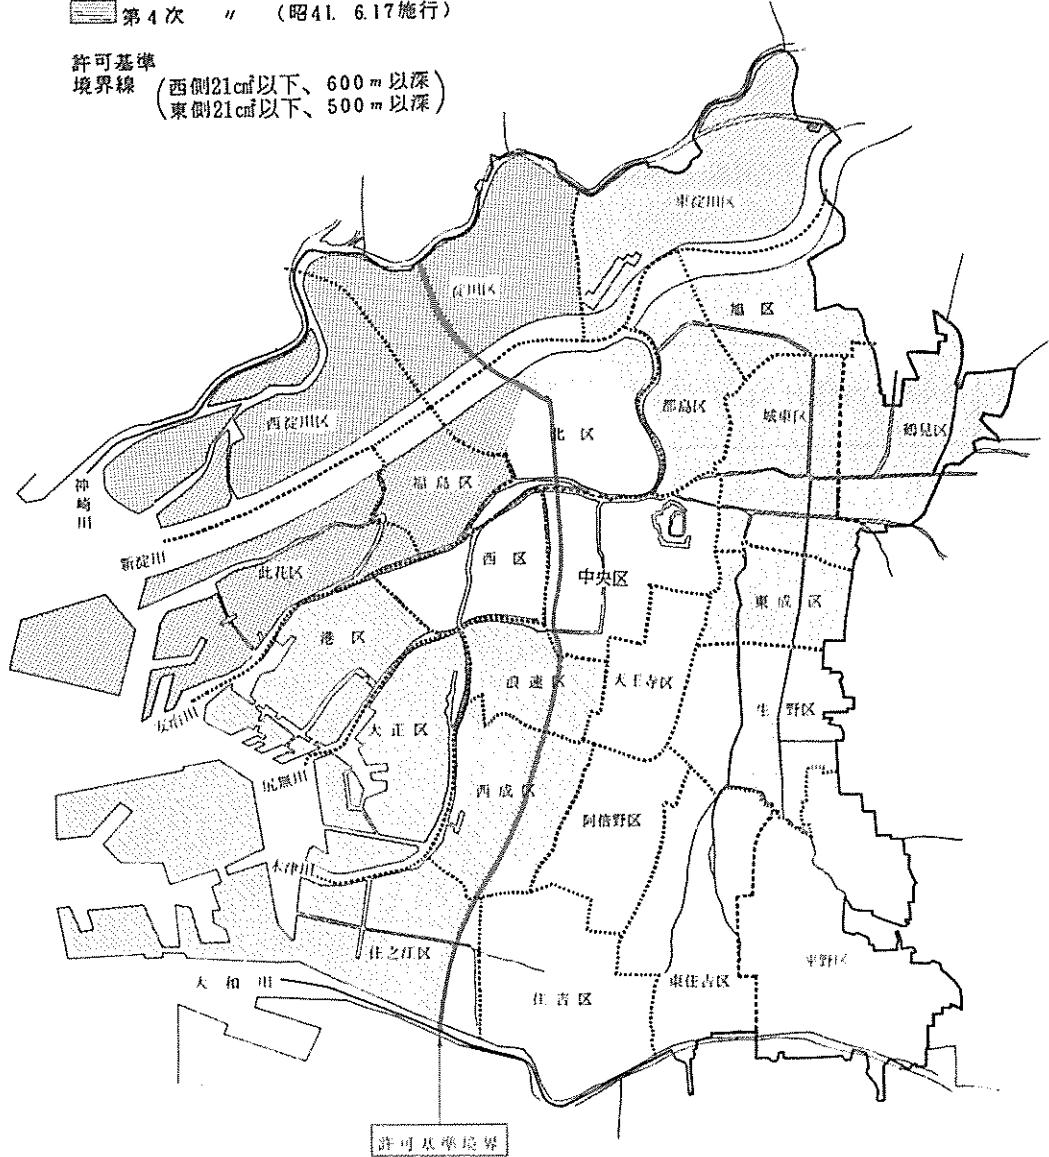 第4次 〃 (昭41. 6.17施行)
許可基準
境界線
(西側21c㎡以下、600m以深)
(東側21c㎡以下、500m以深)
東淀川区
淀川区
旭区
西淀川区
北区
都島区
城東区
鶴見区
神崎川
福島区
新淀川
此花区
西区
中央区
東成区
港区
浪速区
天王寺区
生野区
大正区
尻無川
西成区
阿倍野区
木津川
住之江区
大和川
住吉区
東住吉区
平野区
許可基準境界